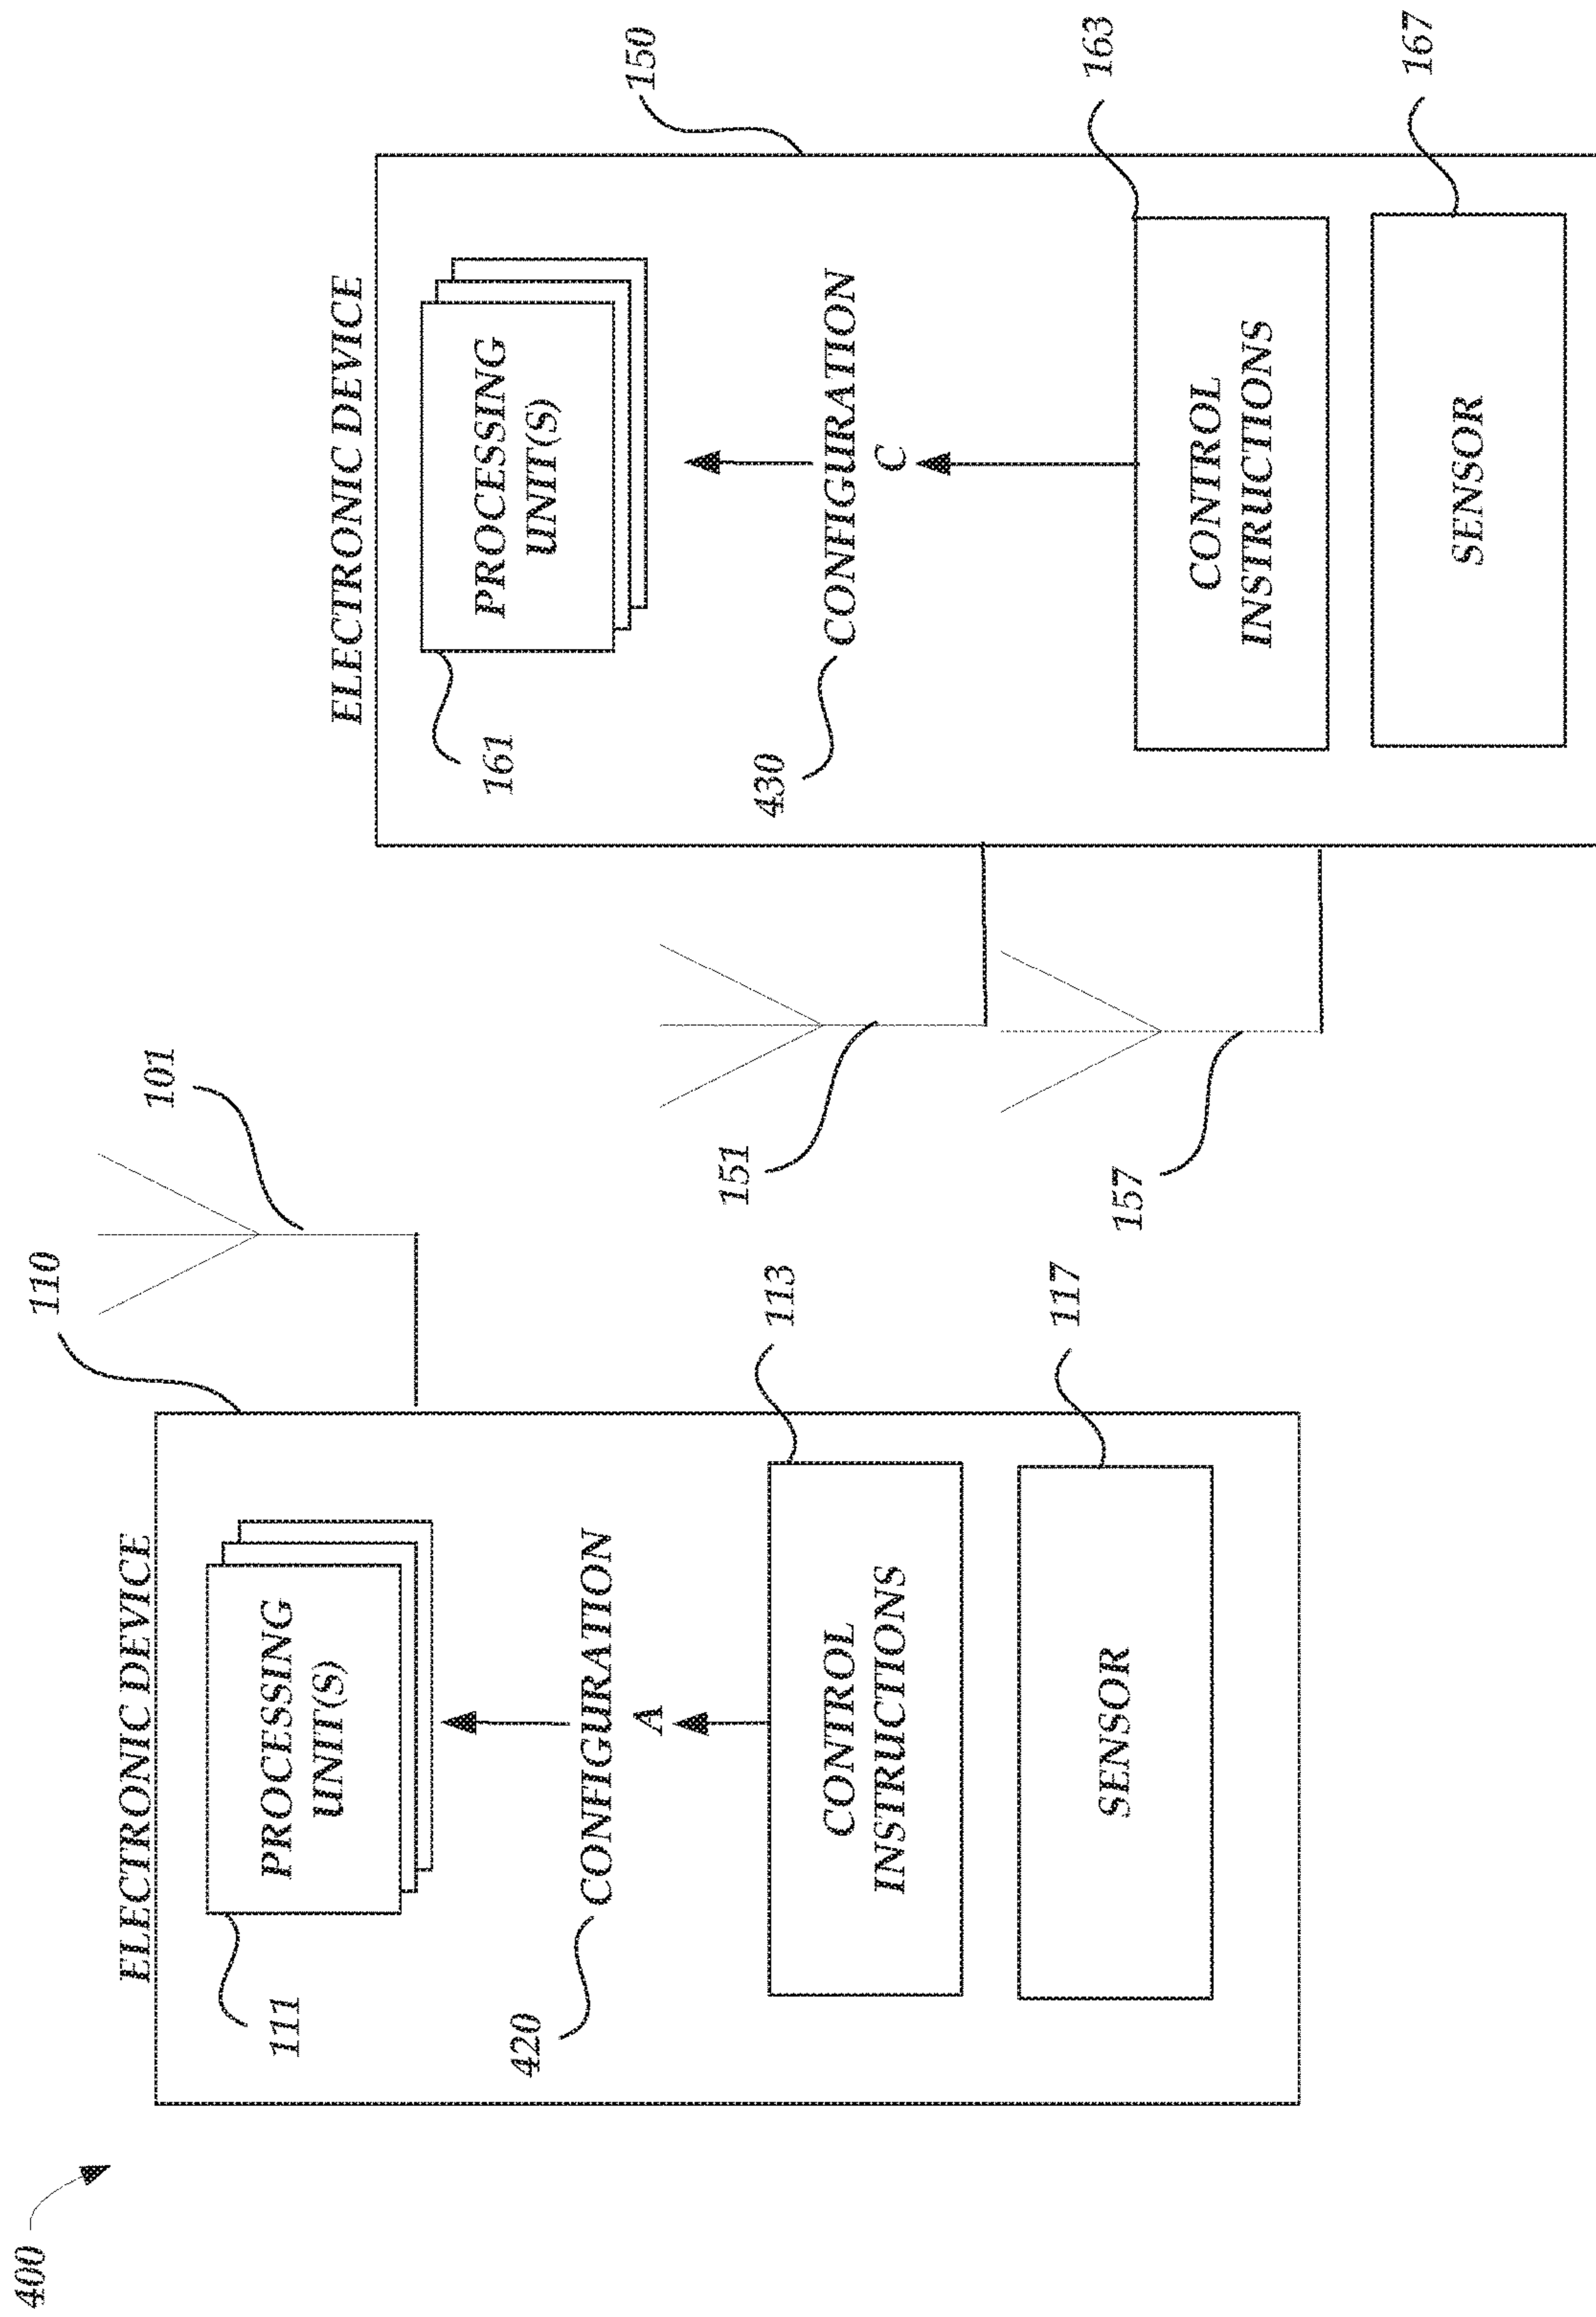 400
ELECTRONIC DEVICE
110
101
111
PROCESSING
UNIT(S)
420
CONFIGURATION
A
113
CONTROL
INSTRUCTIONS
117
SENSOR
ELECTRONIC DEVICE
150
161
PROCESSING
UNIT(S)
430
CONFIGURATION
C
151
163
CONTROL
INSTRUCTIONS
157
167
SENSOR